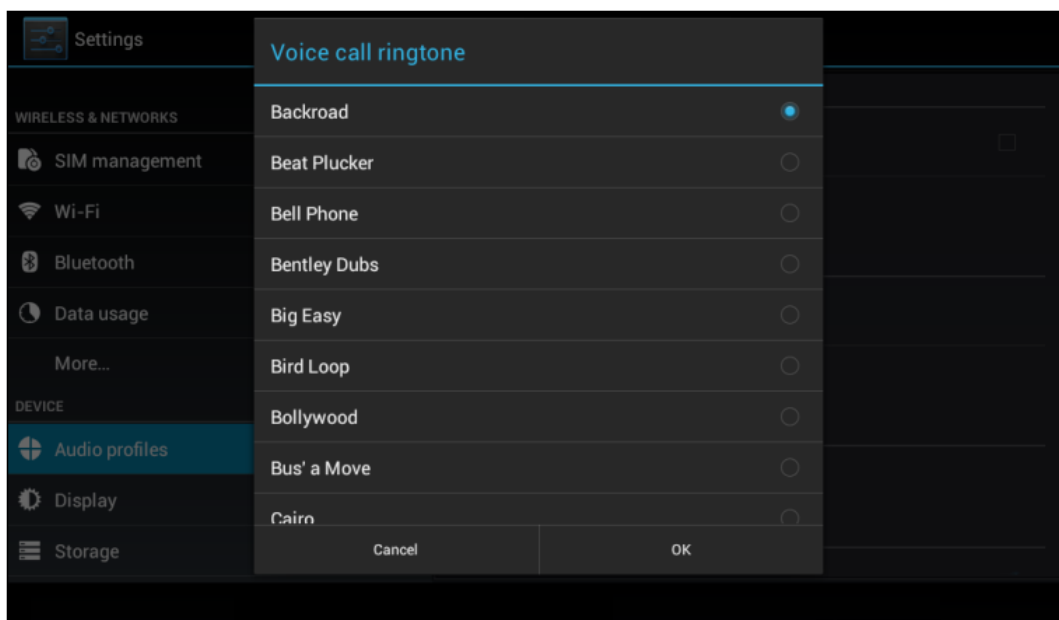 Settings
WIRELESS & NETWORKS
SIM management
Wi-Fi
Bluetooth
Data usage
More...
DEVICE
Audio profiles
Display
Storage
Voice call ringtone
Backroad
Beat Plucker
Bell Phone
Bentley Dubs
Big Easy
Bird Loop
Bollywood
Bus' a Move
Cairo
Cancel
OK